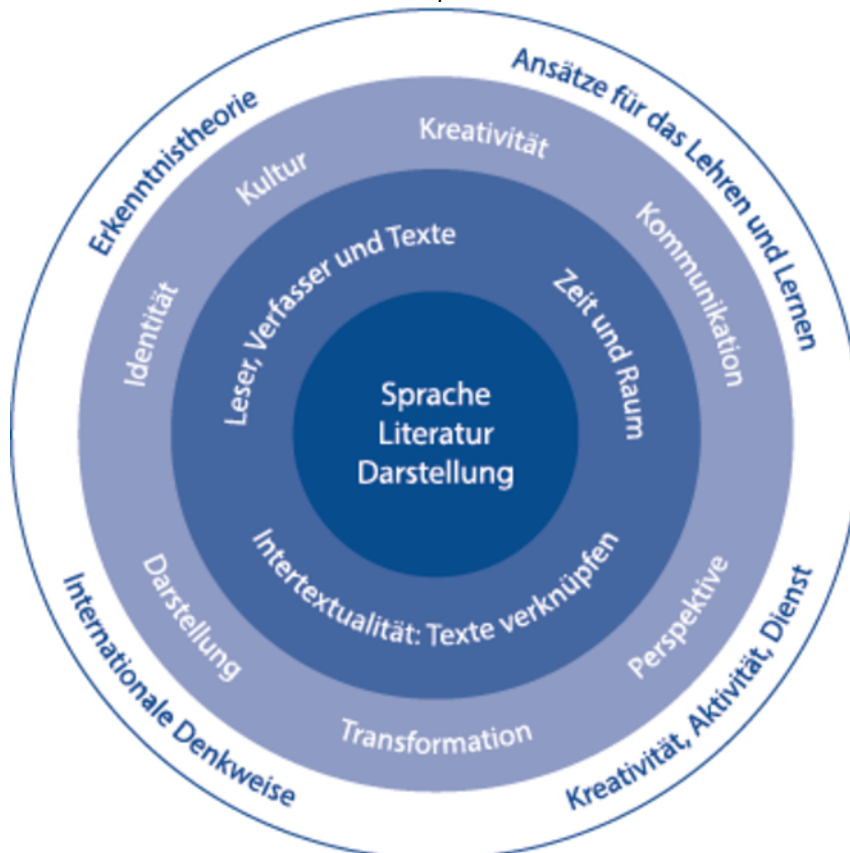 Erkenntnistheorie
Ansätze für das Lehren und Lernen
Kreativität, Aktivität, Dienst
Internationale Denkweise
Identität
Kultur
Kreativität
Kommunikation
Perspektive
Transformation
Darstellung
Leser, Verfasser und Texte
Zeit und Raum
Intertextualität: Texte verknüpfen
Sprache
Literatur
Darstellung